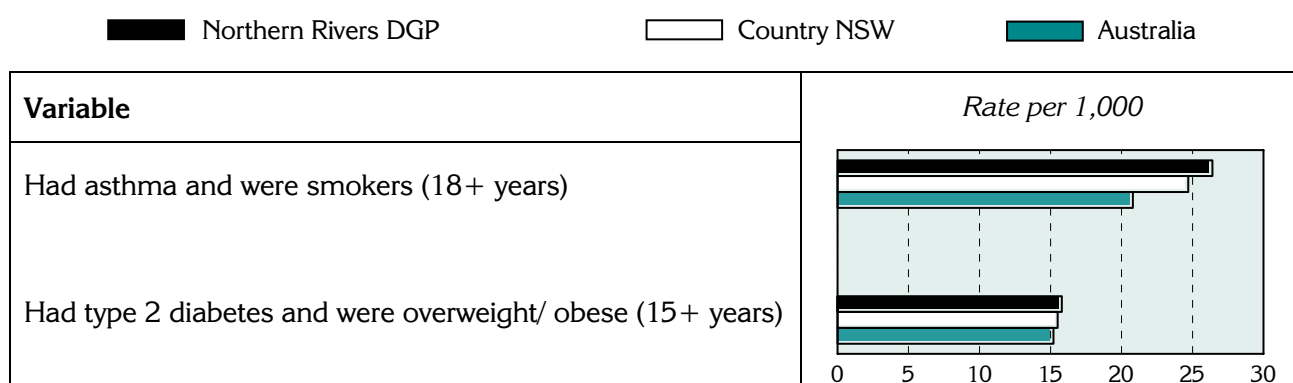 Northern Rivers DGP Country NSW Australia
Variable Rate per 1,000
Had asthma and were smokers (18+ years)
Had type 2 diabetes and were overweight/ obese (15+ years)
0 5 10 15 20 25 30